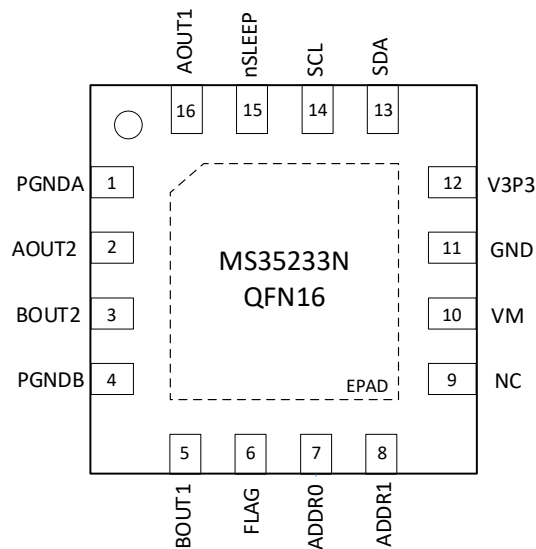 AOUT1 nSLEEP SCL SDA
16 15 14 13
PGNDA 1 12 V3P3
AOUT2 2 11 GND
MS35233N
QFN16
BOUT2 3 10 VM
PGNDB 4 9 NC
EPAD
5 6 7 8
BOUT1 FLAG ADDR0 ADDR1